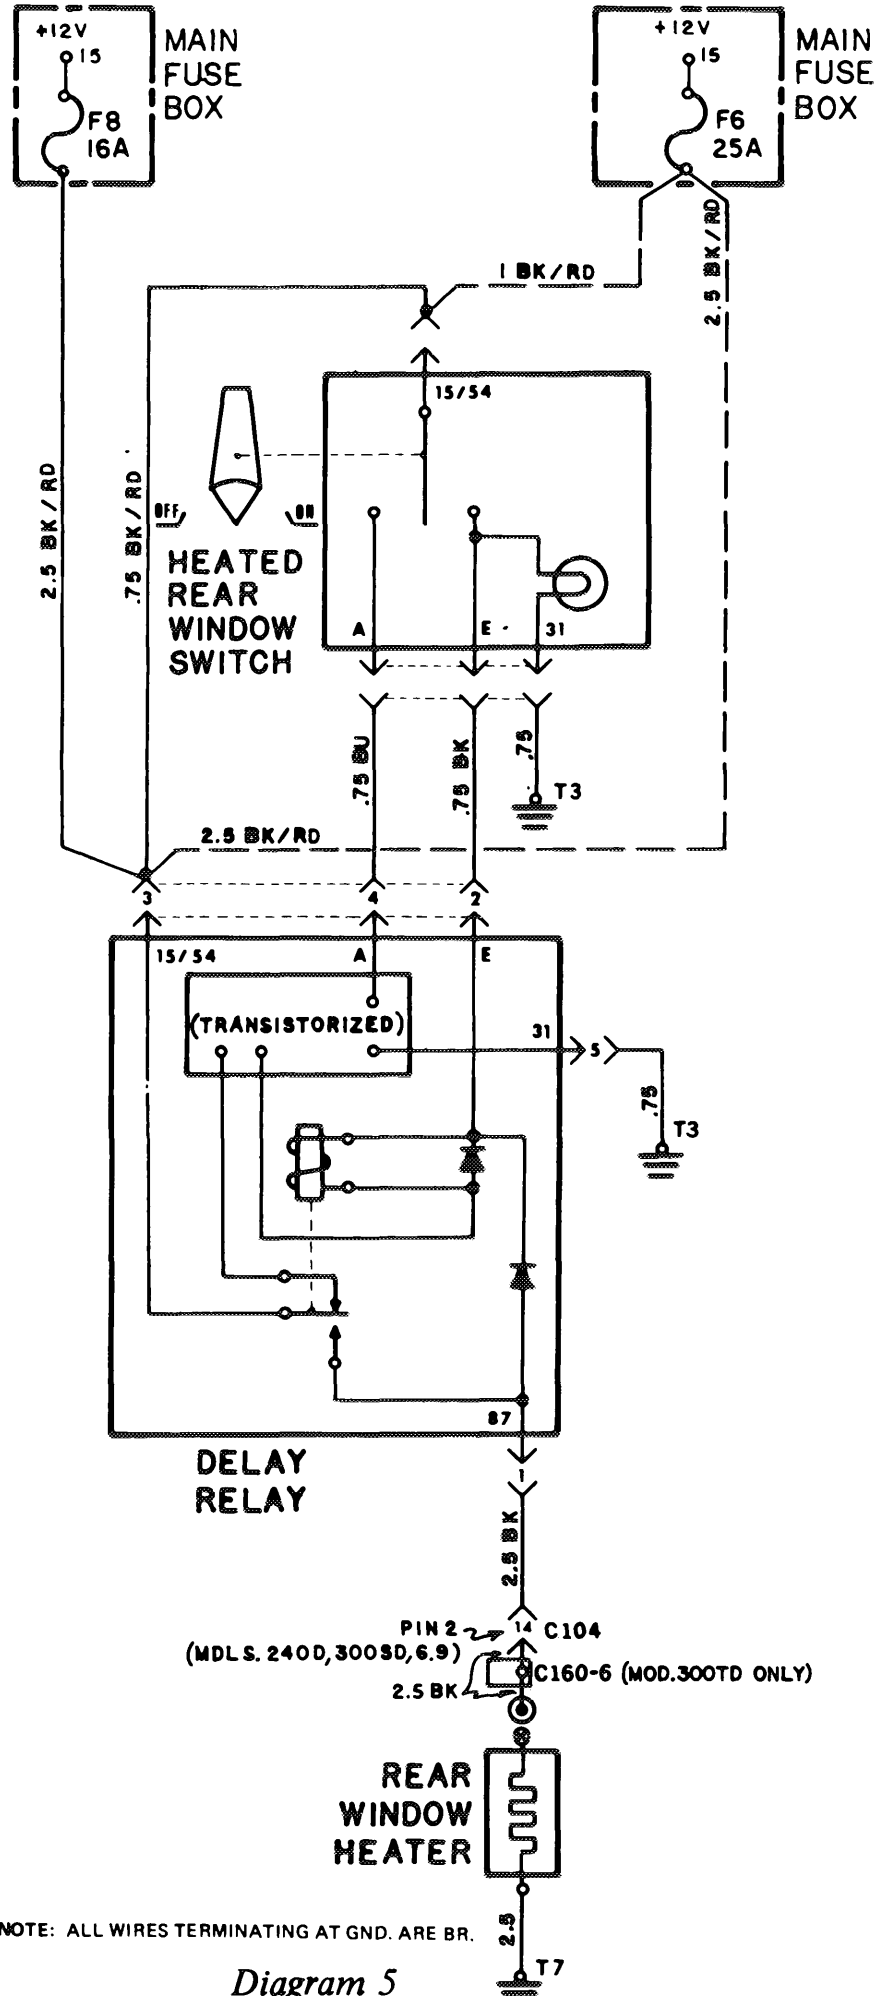 +12V
15
F8
16A
MAIN
FUSE
BOX
+12V
15
F6
25A
MAIN
FUSE
BOX
2.5 BK/RD
1 BK/RD
15/54
2.5 BK/RD
.75 BK/RD
OFF
ON
HEATED
REAR
WINDOW
SWITCH
A
E
31
.75 BU
.75 BK
.75
T3
2.5 BK/RD
3
4
2
15/54
A
E
(TRANSISTORIZED)
31
5
.75
T3
87
DELAY
RELAY
1
2.5 BK
PIN 2
14
C104
(MDLS. 240D, 300SD, 6.9)
C160-6 (MOD. 300TD ONLY)
2.5 BK
REAR
WINDOW
HEATER
NOTE: ALL WIRES TERMINATING AT GND. ARE BR.
2.5
T7
Diagram 5